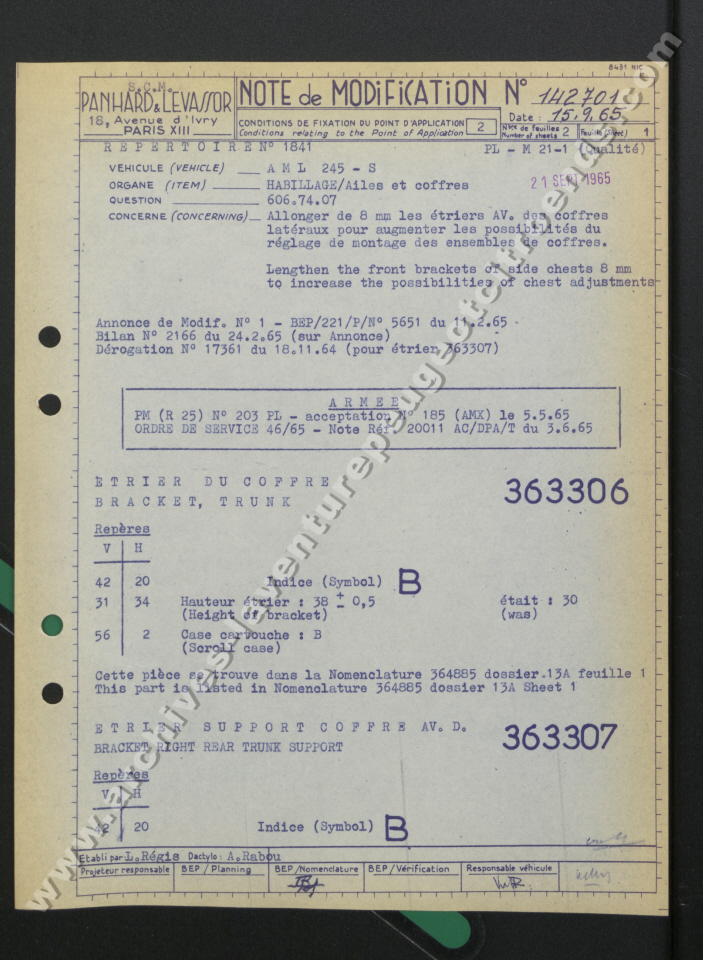 8431 NIC
S.C.M.
PANHARD & LEVASSOR
18, Avenue d'Ivry
PARIS XIII
NOTE de MODIFICATION N° 142701
Date : 15.9.65
CONDITIONS DE FIXATION DU POINT D'APPLICATION
Conditions relating to the Point of Application
2
Nbre de feuilles
Number of sheets 2
Feuille (Sheet) 1
REPERTOIRE N° 1841
PL - M 21-1 (Qualité)
VEHICULE (VEHICLE) AML 245 - S
ORGANE (ITEM) HABILLAGE/Ailes et coffres
21 SEPT 1965
QUESTION 606.74.07
CONCERNE (CONCERNING) Allonger de 8 mm les étriers AV. des coffres
latéraux pour augmenter les possibilités du
réglage de montage des ensembles de coffres.
Lengthen the front brackets of side chests 8 mm
to increase the possibilities of chest adjustments
Annonce de Modif. N° 1 - BEP/221/P/N° 5651 du 11.2.65
Bilan N° 2166 du 24.2.65 (sur Annonce)
Dérogation N° 17361 du 18.11.64 (pour étrier 363307)
ARMEE
PM (R 25) N° 203 PL - acceptation N° 185 (AMX) le 5.5.65
ORDRE DE SERVICE 46/65 - Note Réf. 20011 AC/DPA/T du 3.6.65
ETRIER DU COFFRE
BRACKET, TRUNK
363306
Repères
V H
42 20 Indice (Symbol) B
31 34 Hauteur étrier : 38 ± 0,5 était : 30
(Height of bracket) (was)
56 2 Case cartouche : B
(Scroll case)
Cette pièce se trouve dans la Nomenclature 364885 dossier 13A feuille 1
This part is listed in Nomenclature 364885 dossier 13A Sheet 1
ETRIER SUPPORT COFFRE AV. D.
BRACKET RIGHT REAR TRUNK SUPPORT
363307
Repères
V H
42 20 Indice (Symbol) B
Etabli par L. Régis Dactylo : A. Rabou
Projeteur responsable
BEP / Planning
BEP / Nomenclature
BEP / Vérification
Responsable véhicule
www.archives-laventurepeugeotcitroends.com